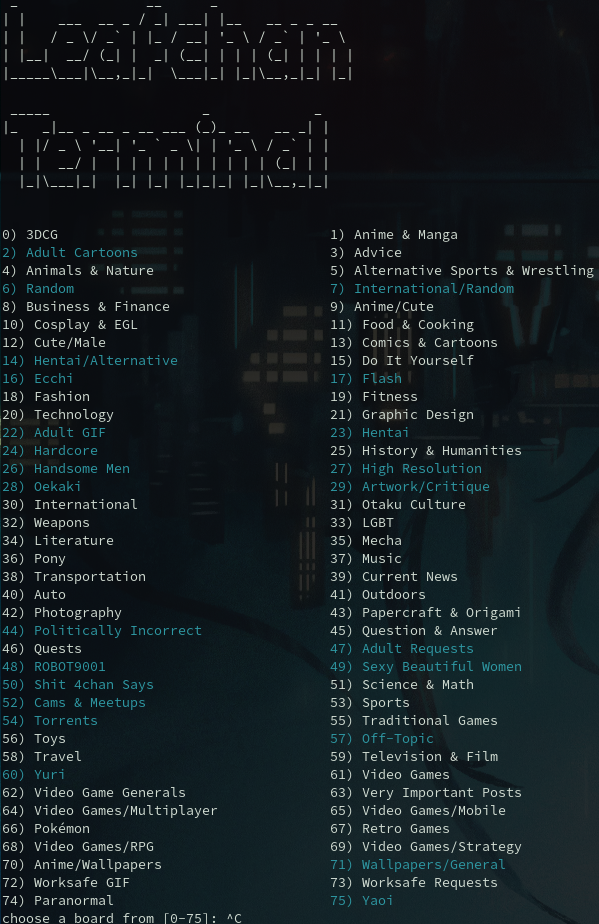 Leafchan
Terminal
0) 3DCG 1) Anime & Manga
2) Adult Cartoons 3) Advice
4) Animals & Nature 5) Alternative Sports & Wrestling
6) Random 7) International/Random
8) Business & Finance 9) Anime/Cute
10) Cosplay & EGL 11) Food & Cooking
12) Cute/Male 13) Comics & Cartoons
14) Hentai/Alternative 15) Do It Yourself
16) Ecchi 17) Flash
18) Fashion 19) Fitness
20) Technology 21) Graphic Design
22) Adult GIF 23) Hentai
24) Hardcore 25) History & Humanities
26) Handsome Men 27) High Resolution
28) Oekaki 29) Artwork/Critique
30) International 31) Otaku Culture
32) Weapons 33) LGBT
34) Literature 35) Mecha
36) Pony 37) Music
38) Transportation 39) Current News
40) Auto 41) Outdoors
42) Photography 43) Papercraft & Origami
44) Politically Incorrect 45) Question & Answer
46) Quests 47) Adult Requests
48) ROBOT9001 49) Sexy Beautiful Women
50) Shit 4chan Says 51) Science & Math
52) Cams & Meetups 53) Sports
54) Torrents 55) Traditional Games
56) Toys 57) Off-Topic
58) Travel 59) Television & Film
60) Yuri 61) Video Games
62) Video Game Generals 63) Very Important Posts
64) Video Games/Multiplayer 65) Video Games/Mobile
66) Pokémon 67) Retro Games
68) Video Games/RPG 69) Video Games/Strategy
70) Anime/Wallpapers 71) Wallpapers/General
72) Worksafe GIF 73) Worksafe Requests
74) Paranormal 75) Yaoi
choose a board from [0-75]: ^C